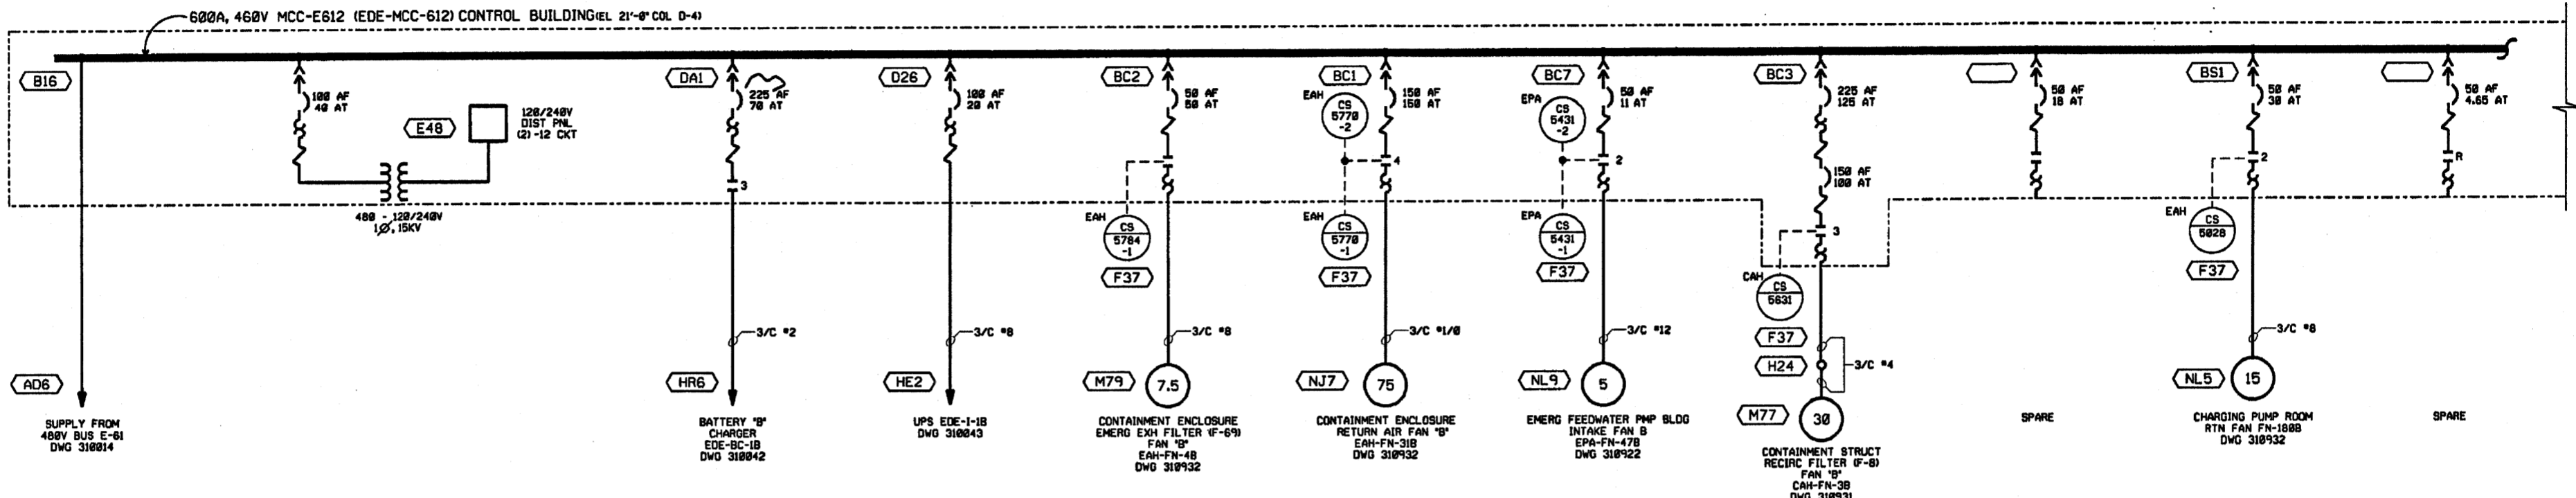 600A, 460V MCC-E612 (EDE-MCC-612) CONTROL BUILDING (EL 21'-0" COL D-4)
B16
100 AF
40 AT
E48
120/240V
DIST PNL
(2)-12 CKT
480 - 120/240V
1Ø, 15KV
AD6
SUPPLY FROM
480V BUS E-61
DWG 310014
DA1
225 AF
70 AT
3
3/C #2
HR6
BATTERY "B"
CHARGER
EDE-BC-1B
DWG 310042
D26
100 AF
20 AT
3/C #8
HE2
UPS EDE-I-1B
DWG 310043
BC2
50 AF
50 AT
EAH
CS
5784
-1
F37
3/C #8
M79
7.5
CONTAINMENT ENCLOSURE
EMERG EXH FILTER (F-69)
FAN "B"
EAH-FN-4B
DWG 310932
BC1
150 AF
150 AT
EAH
CS
5770
-2
4
EAH
CS
5770
-1
F37
3/C #1/0
NJ7
75
CONTAINMENT ENCLOSURE
RETURN AIR FAN "B"
EAH-FN-31B
DWG 310932
BC7
50 AF
11 AT
EPA
CS
5431
-2
2
EPA
CS
5431
-1
F37
3/C #12
NL9
5
EMERG FEEDWATER PMP BLDG
INTAKE FAN B
EPA-FN-47B
DWG 310922
BC3
225 AF
125 AT
150 AF
100 AT
3
CAH
CS
5631
F37
H24
3/C #4
M77
30
CONTAINMENT STRUCT
RECIRC FILTER (F-8)
FAN "B"
CAH-FN-3B
DWG 310931
50 AF
18 AT
SPARE
BS1
50 AF
30 AT
2
EAH
CS
5028
F37
3/C #8
NL5
15
CHARGING PUMP ROOM
RTN FAN FN-180B
DWG 310932
50 AF
4.65 AT
R
SPARE